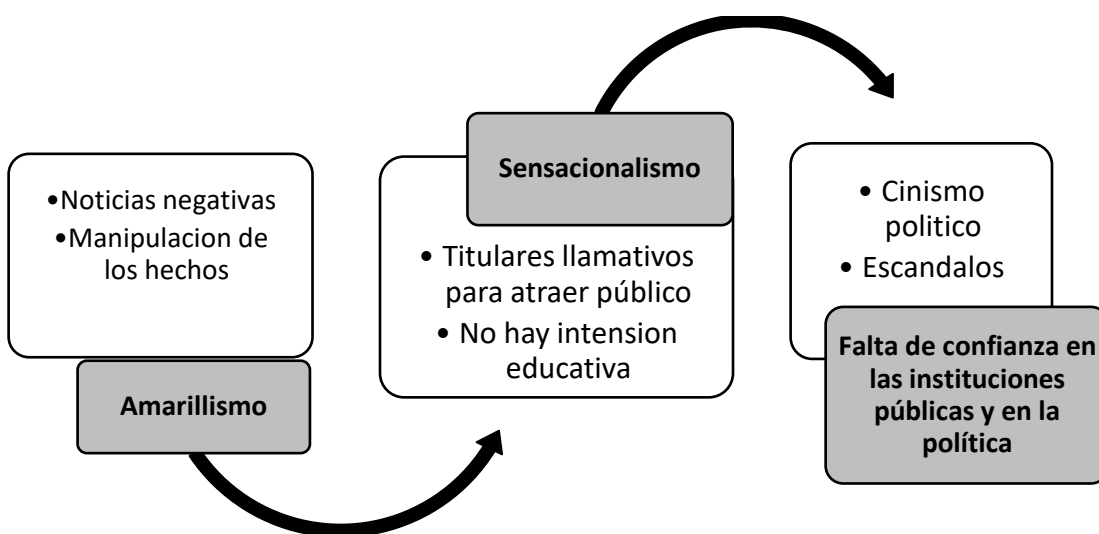 •Noticias negativas
•Manipulacion de
los hechos
Amarillismo
Sensacionalismo
• Titulares llamativos
para atraer público
• No hay intension
educativa
• Cinismo
politico
• Escandalos
Falta de confianza en
las instituciones
públicas y en la
política